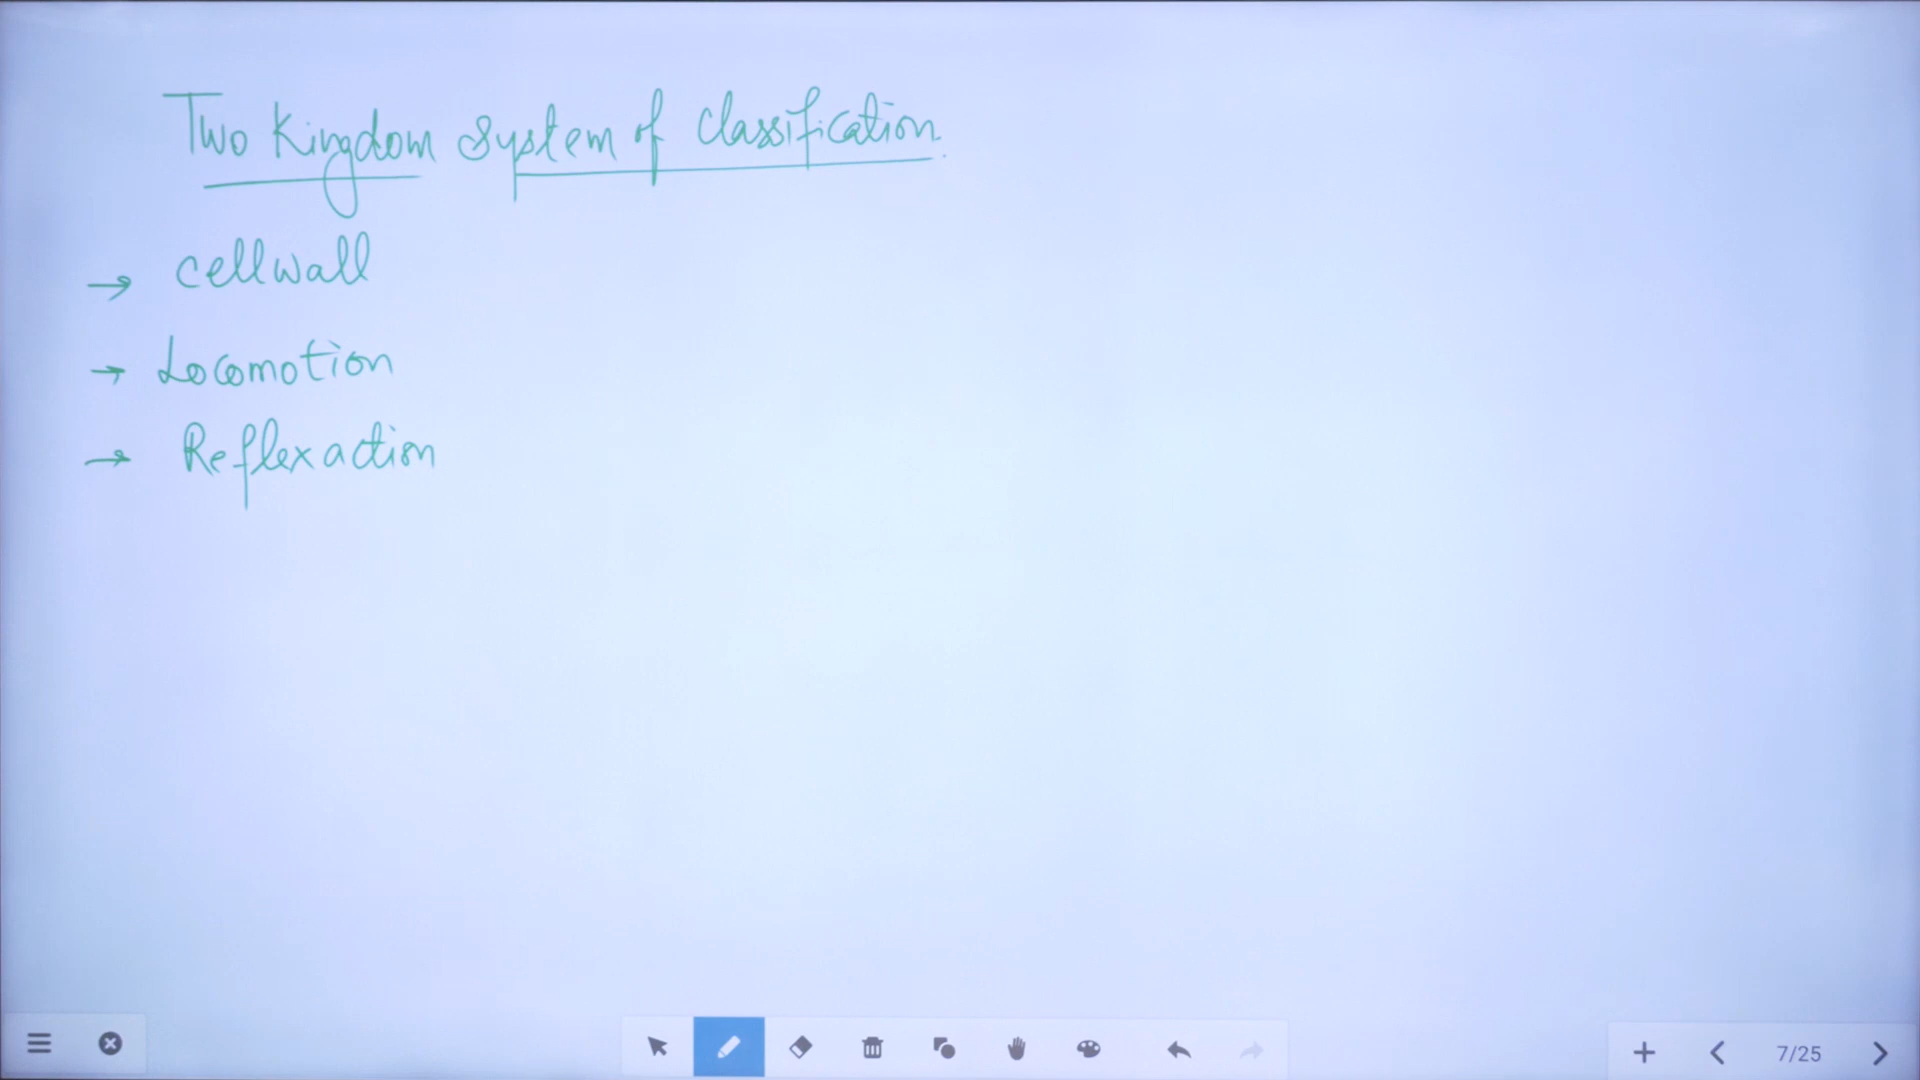 Two Kingdom System of Classification.
→ Cellwall
→ Locomotion
→ Reflex action
7/25